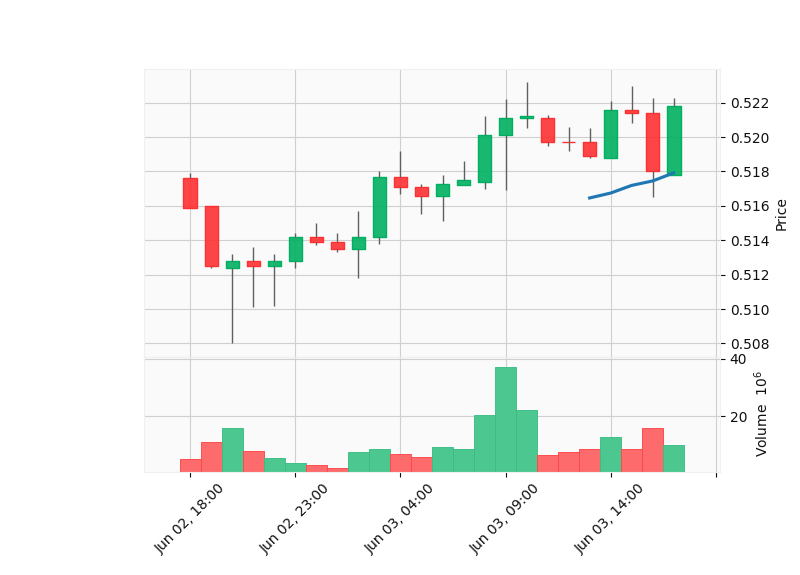 0.522
0.520
0.518
0.516
0.514
0.512
0.510
0.508
Price
40
20
Volume 10^6
Jun 02, 18:00
Jun 02, 23:00
Jun 03, 04:00
Jun 03, 09:00
Jun 03, 14:00